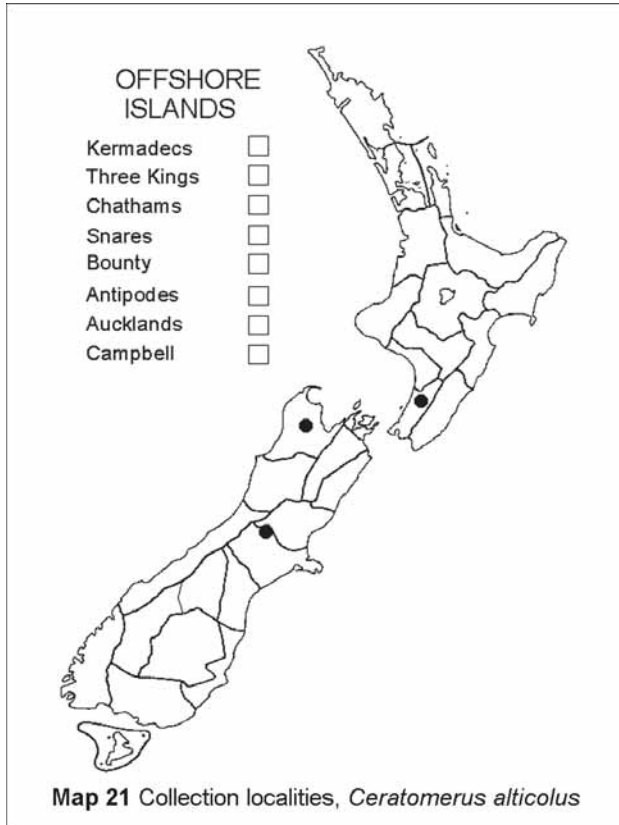 OFFSHORE
ISLANDS
Kermadecs
Three Kings
Chathams
Snares
Bounty
Antipodes
Aucklands
Campbell
Map 21 Collection localities, Ceratomerus alticolus